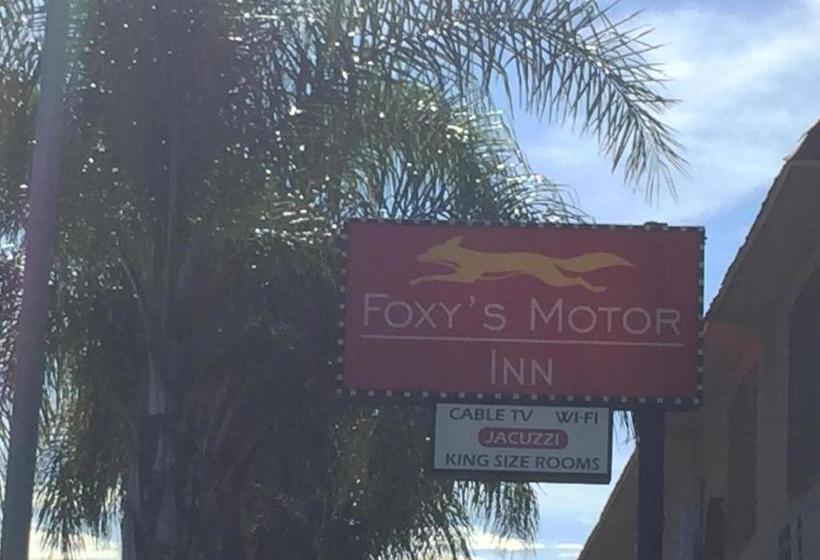 FOXY'S MOTOR
INN
CABLE TV WI-FI
JACUZZI
KING SIZE ROOMS